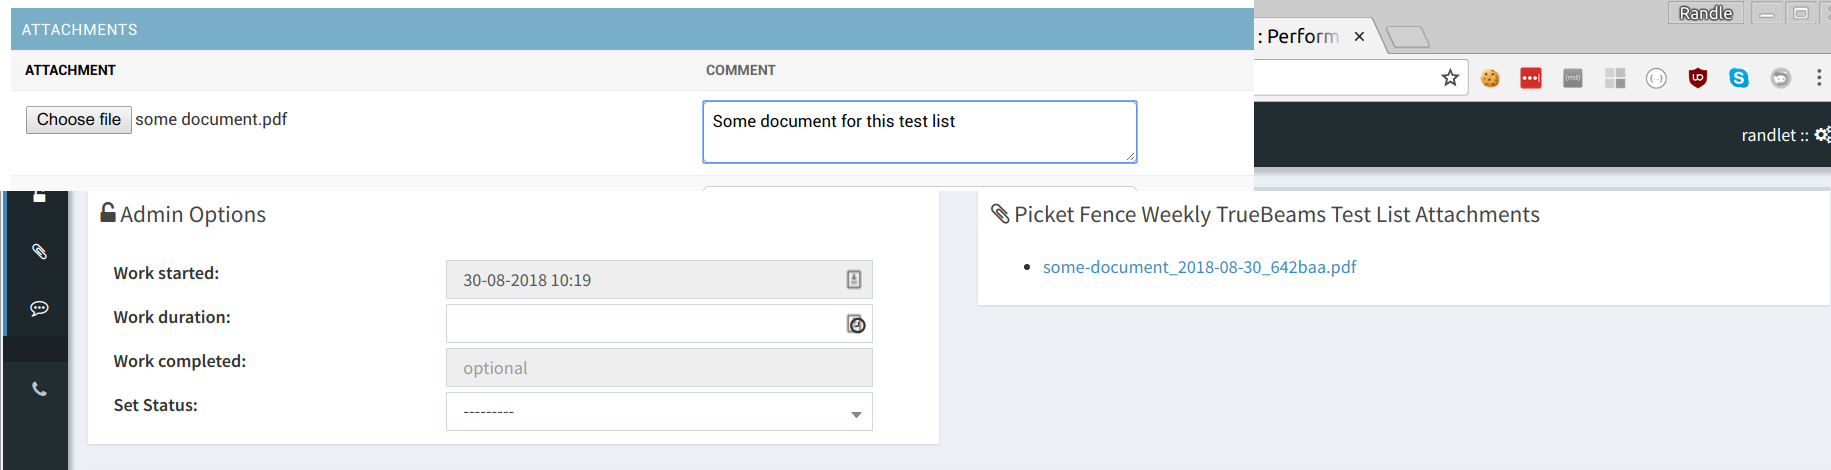 ATTACHMENTS
ATTACHMENT
COMMENT
Choose file some document.pdf
Some document for this test list
Randle
: Perform
randlet ::
Admin Options
Work started:
30-08-2018 10:19
Work duration:
Work completed:
optional
Set Status:
---------
Picket Fence Weekly TrueBeams Test List Attachments
some-document_2018-08-30_642baa.pdf